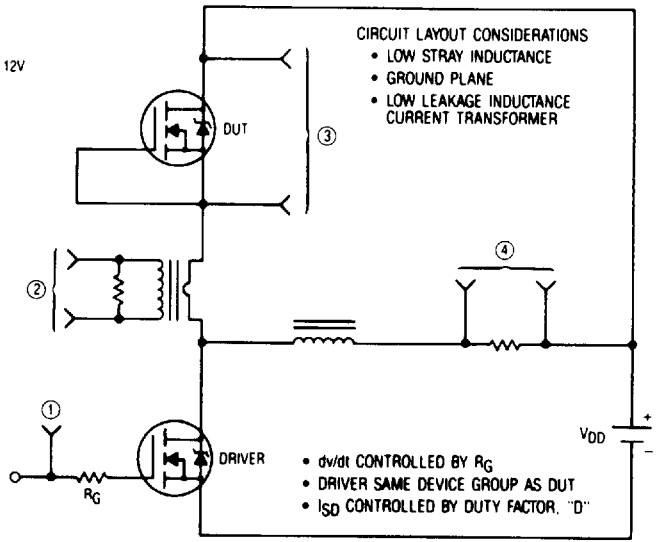 12V
CIRCUIT LAYOUT CONSIDERATIONS
• LOW STRAY INDUCTANCE
• GROUND PLANE
• LOW LEAKAGE INDUCTANCE
CURRENT TRANSFORMER
DUT
3
2
4
1
RG
DRIVER
VDD
+
−
• dv/dt CONTROLLED BY RG
• DRIVER SAME DEVICE GROUP AS DUT
• ISD CONTROLLED BY DUTY FACTOR, "D"